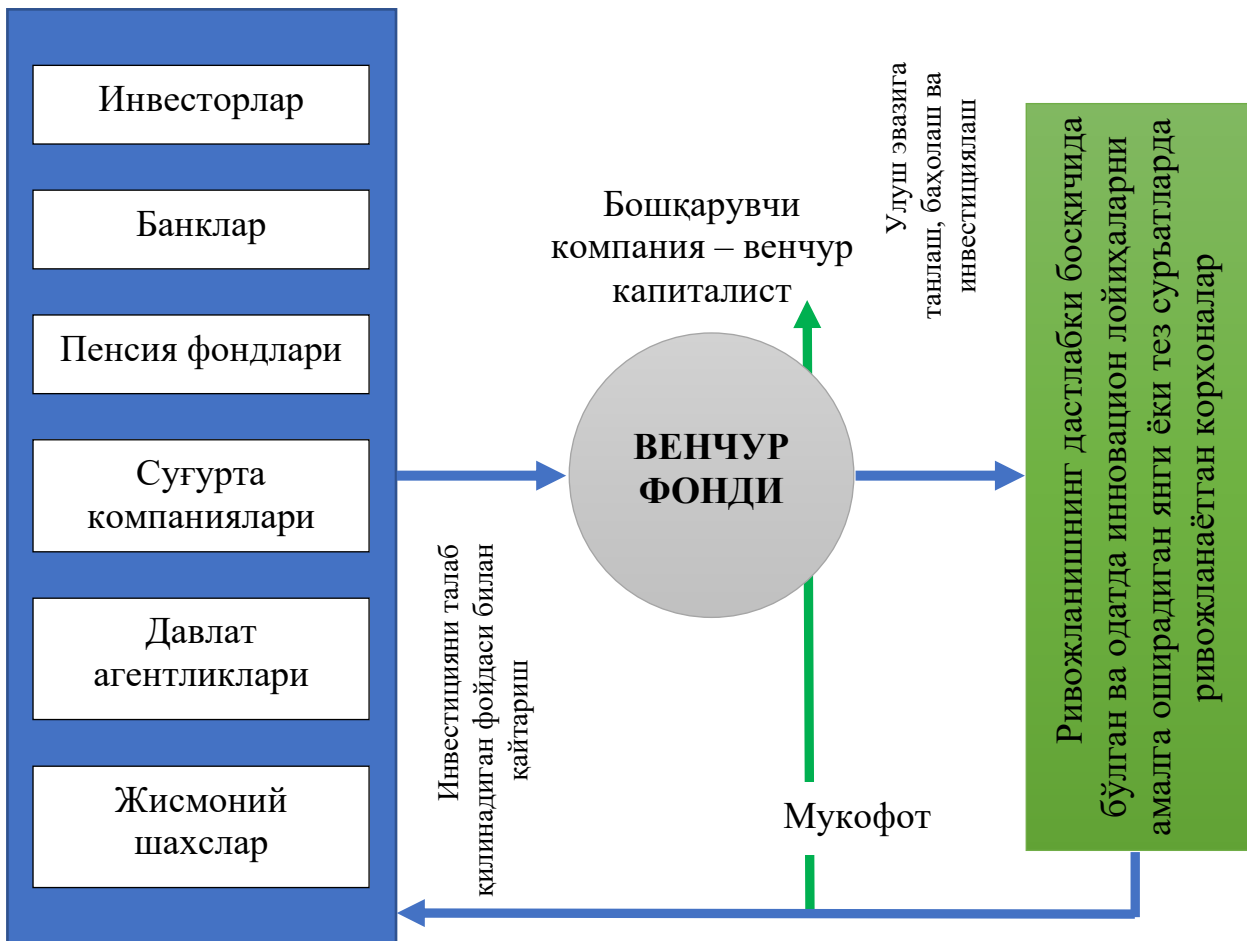 Инвесторлар
Банклар
Пенсия фондлари
Суғурта
компаниялари
Давлат
агентликлари
Жисмоний
шахслар
Инвестицияни талаб
қилинадиган фойдаси билан
қайтариш
Бошқарувчи
компания – венчур
капиталист
ВЕНЧУР
ФОНДИ
Мукофот
Улуш эвазига
танлаш, баҳолаш ва
инвестициялаш
Ривожланишнинг дастлабки босқичида
бўлган ва одатда инновацион лойиҳаларни
амалга оширадиган янги ёки тез суръатларда
ривожланаётган корхоналар